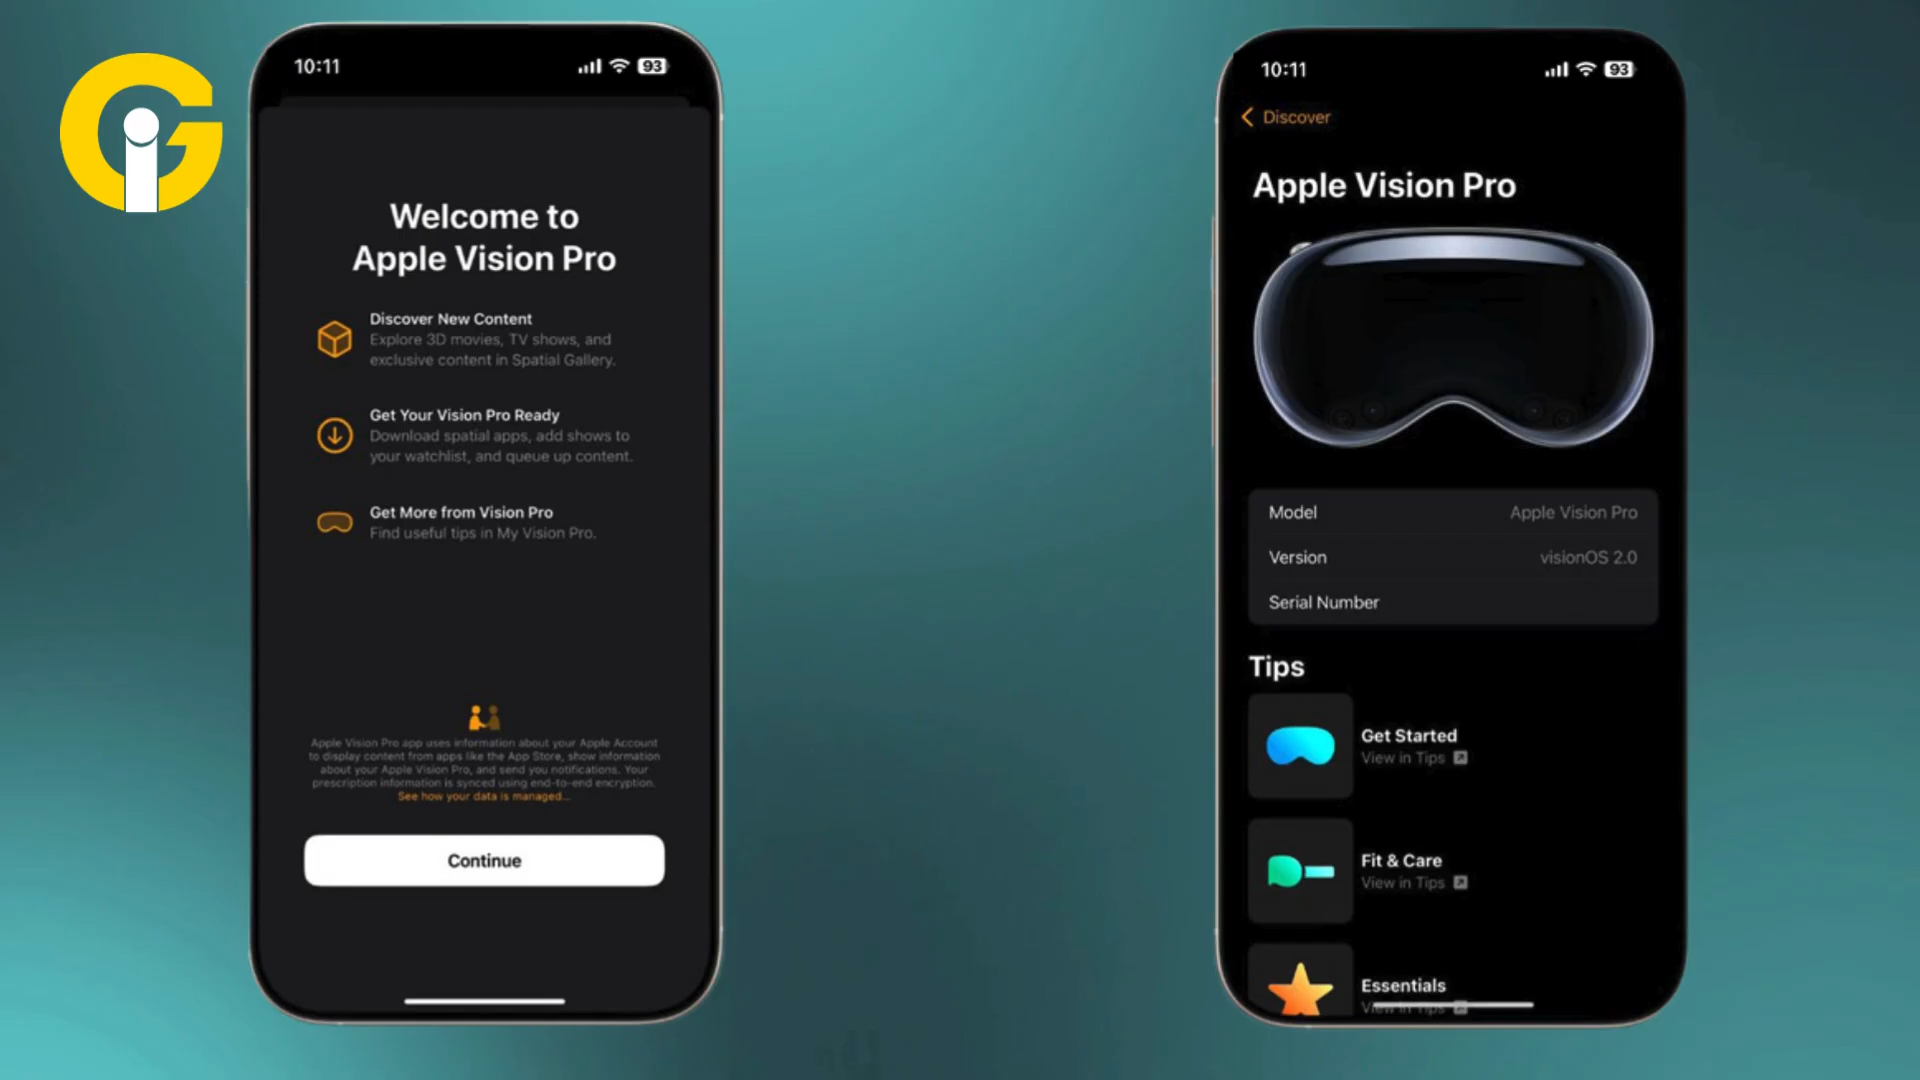 Gi
10:11
93
Welcome to
Apple Vision Pro
Discover New Content
Explore 3D movies, TV shows, and
exclusive content in Spatial Gallery.
Get Your Vision Pro Ready
Download spatial apps, add shows to
your watchlist, and queue up content.
Get More from Vision Pro
Find useful tips in My Vision Pro.
Apple Vision Pro app uses information about your Apple Account
to display content from apps like the App Store, show information
about your Apple Vision Pro, and send you notifications. Your
prescription information is synced using end-to-end encryption.
See how your data is managed...
Continue
10:11
93
Discover
Apple Vision Pro
Model Apple Vision Pro
Version visionOS 2.0
Serial Number
Tips
Get Started
View in Tips
Fit & Care
View in Tips
Essentials
View in Tips